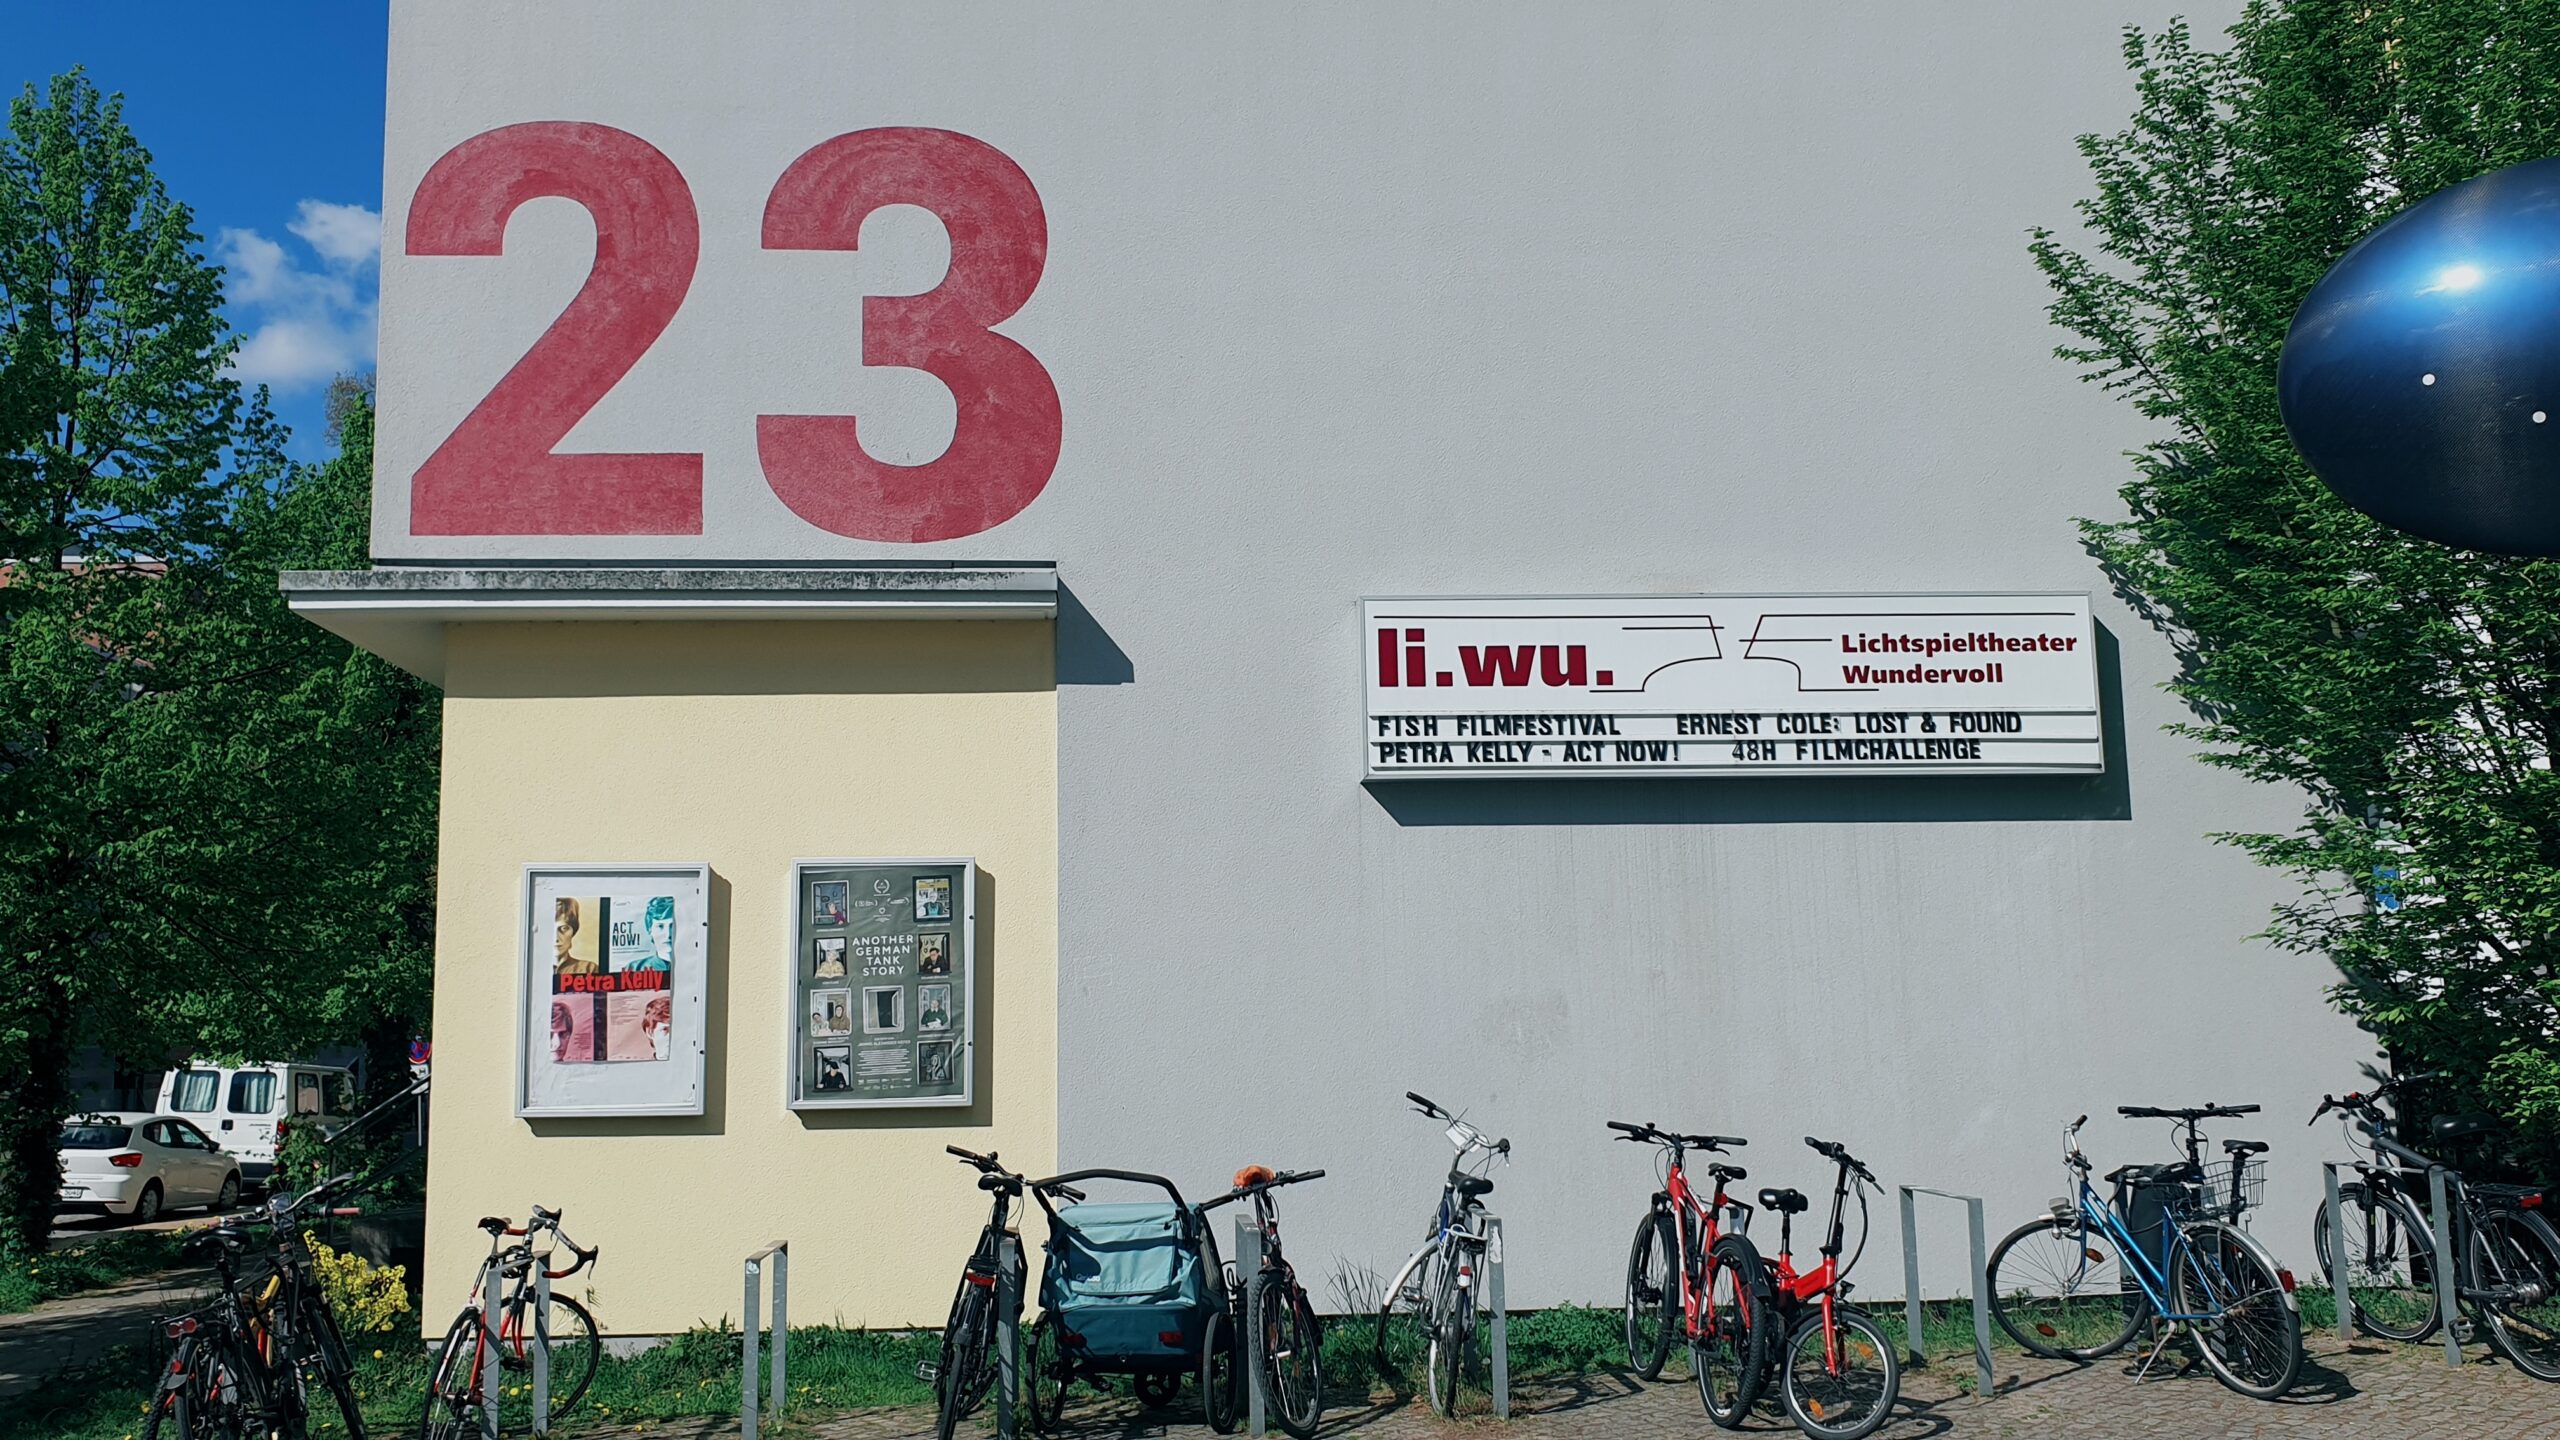 23
li.wu.
Lichtspieltheater
Wundervoll
FISH FILMFESTIVAL ERNEST COLE: LOST & FOUND
PETRA KELLY - ACT NOW! 48H FILMCHALLENGE
ACT
NOW!
Petra Kelly
ANOTHER
GERMAN
TANK
STORY